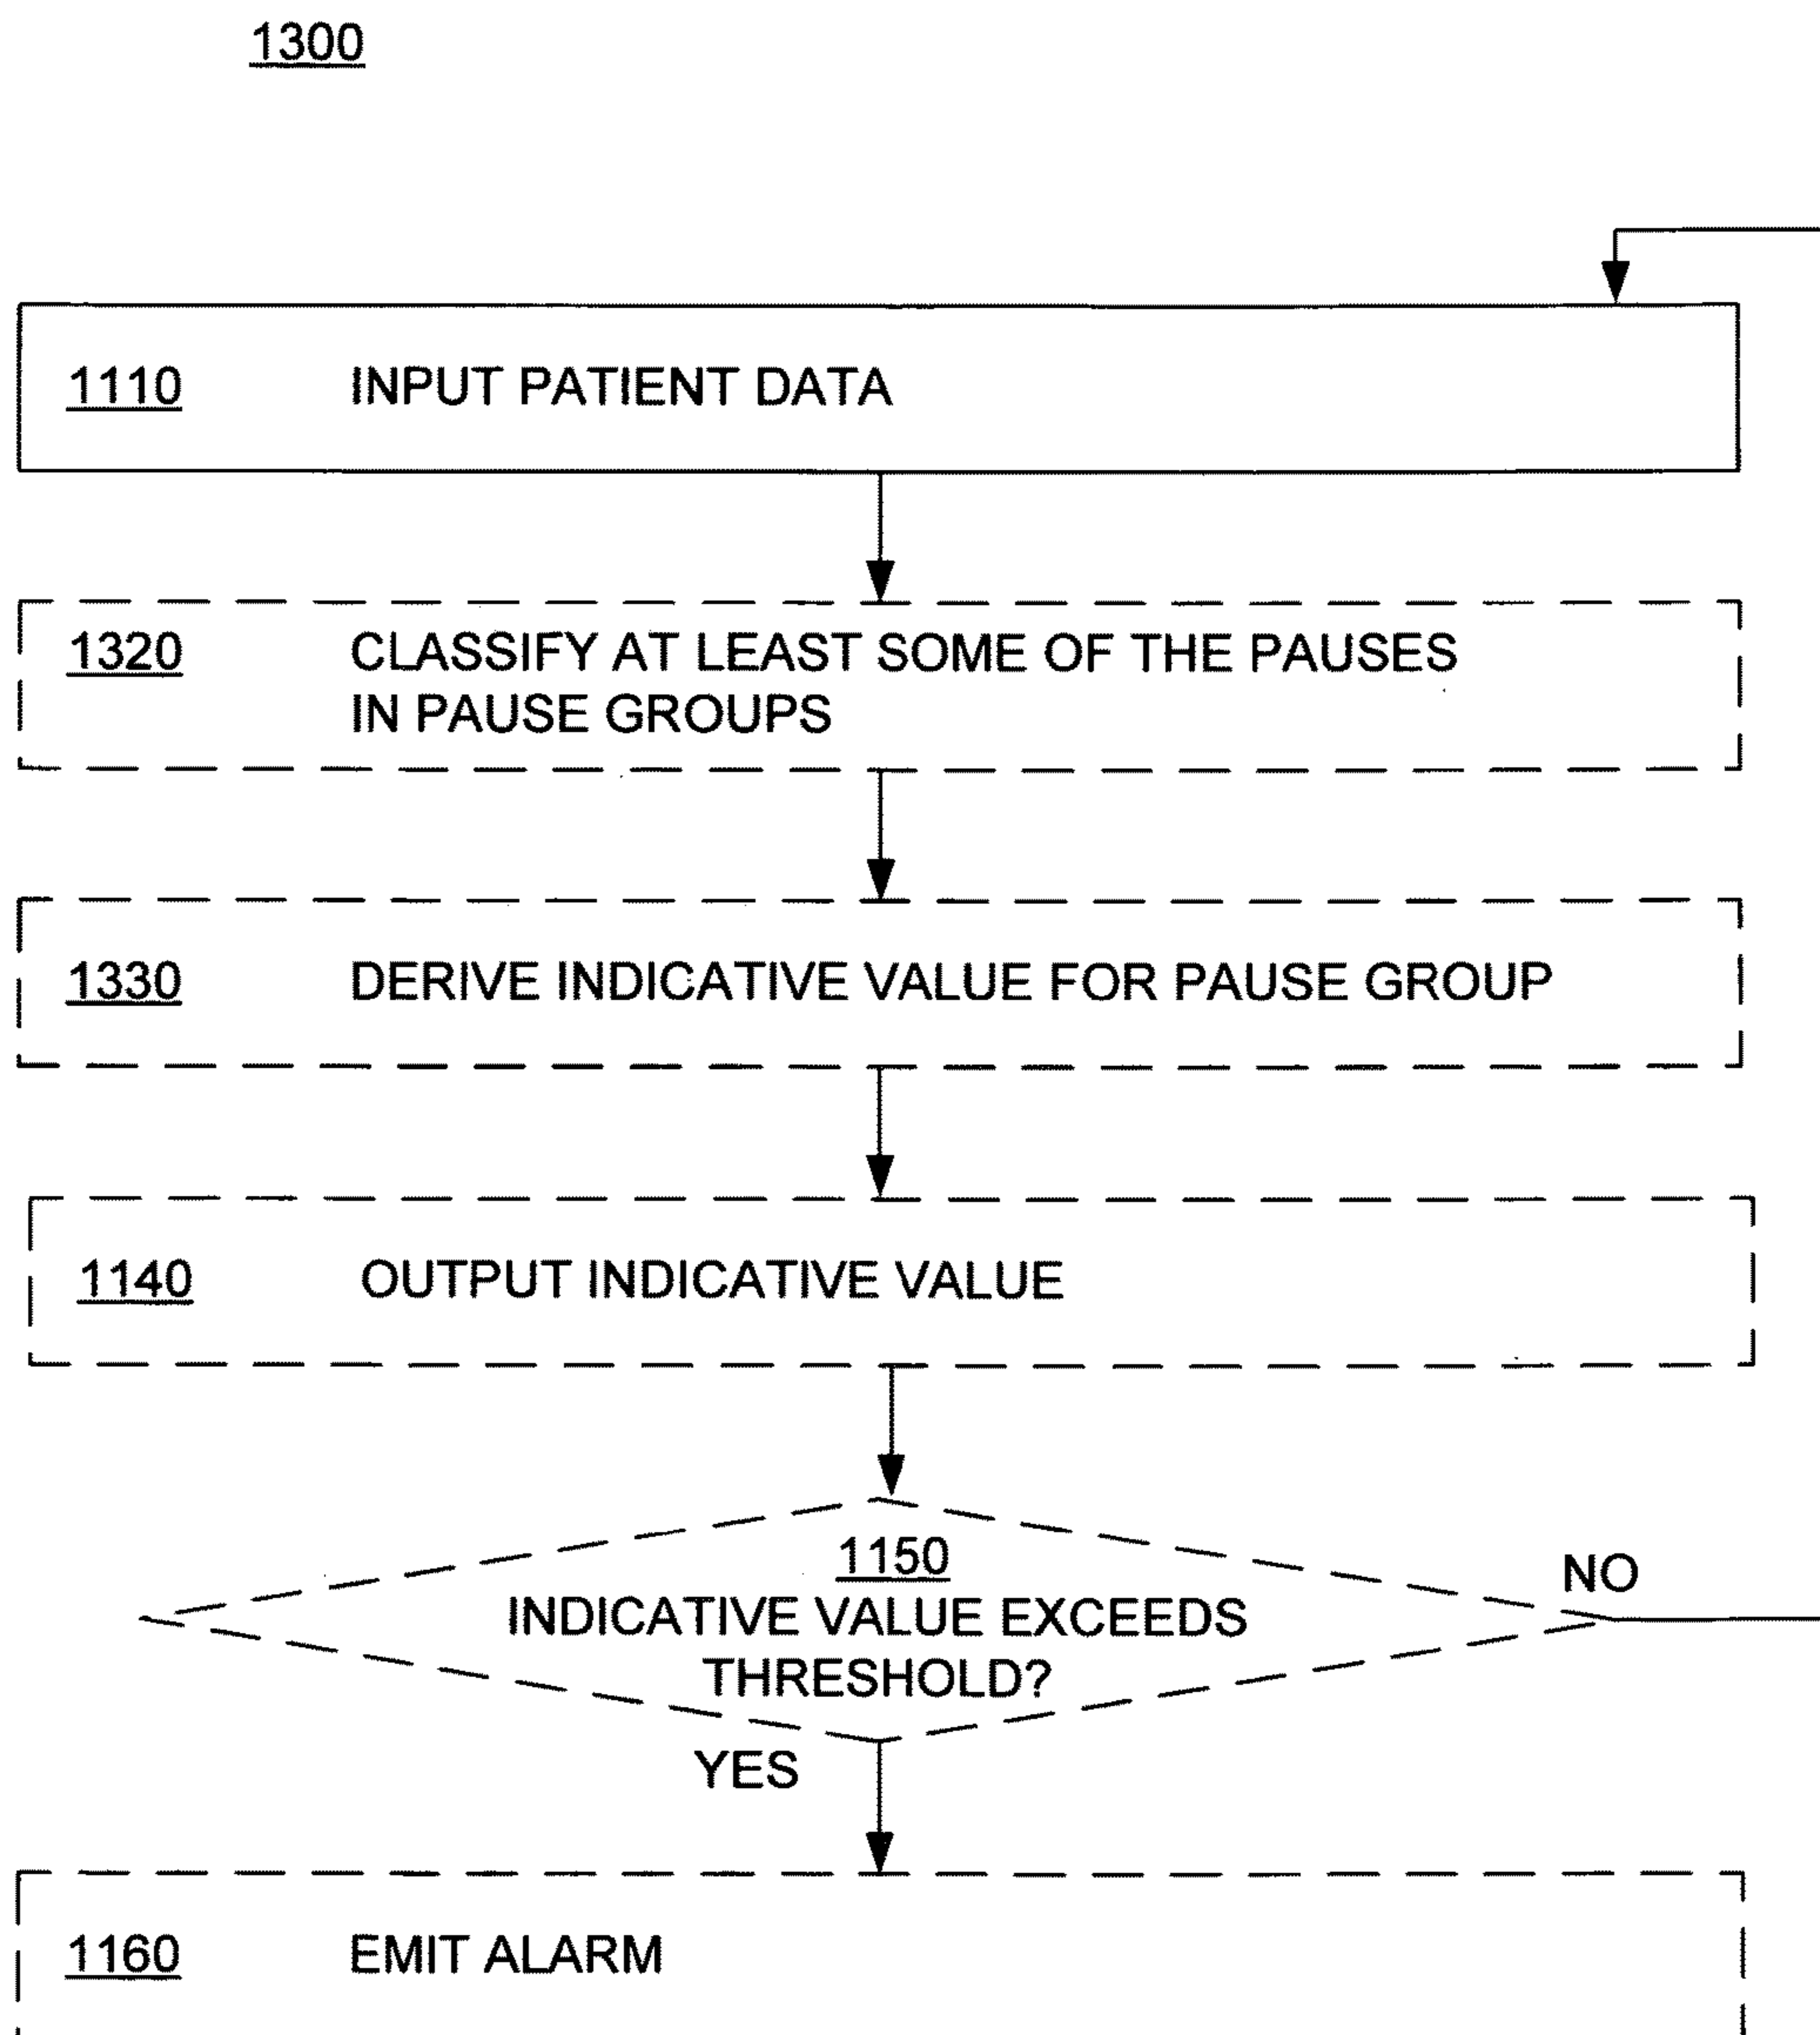 1300
1110 INPUT PATIENT DATA
1320 CLASSIFY AT LEAST SOME OF THE PAUSES
IN PAUSE GROUPS
1330 DERIVE INDICATIVE VALUE FOR PAUSE GROUP
1140 OUTPUT INDICATIVE VALUE
1150
INDICATIVE VALUE EXCEEDS
THRESHOLD?
NO
YES
1160 EMIT ALARM